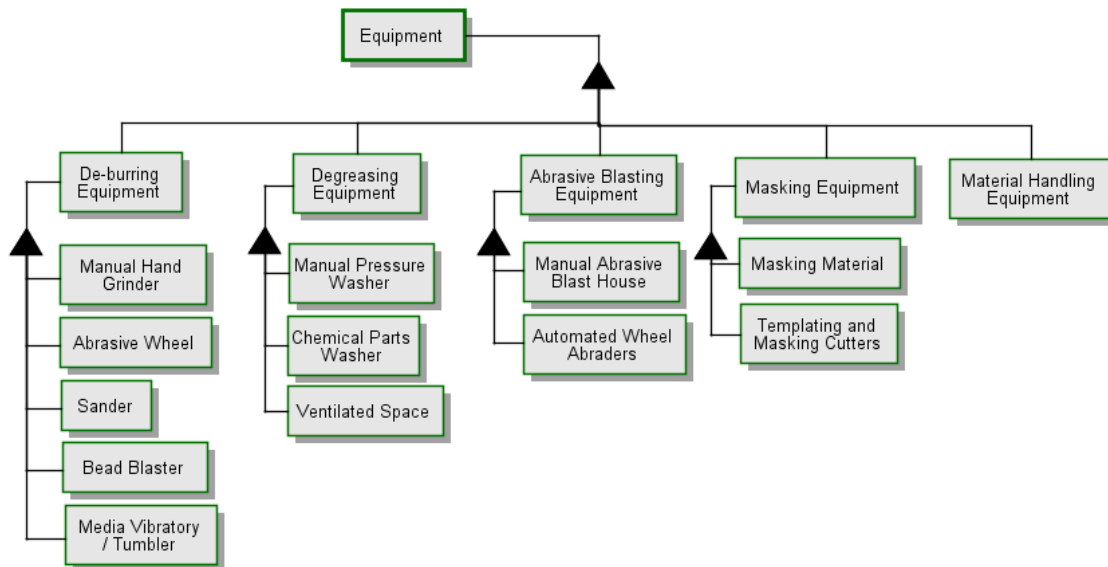 Equipment
De-burring
Equipment
Degreasing
Equipment
Abrasive Blasting
Equipment
Masking Equipment
Material Handling
Equipment
Manual Hand
Grinder
Abrasive Wheel
Sander
Bead Blaster
Media Vibratory
/ Tumbler
Manual Pressure
Washer
Chemical Parts
Washer
Ventilated Space
Manual Abrasive
Blast House
Automated Wheel
Abraders
Masking Material
Templating and
Masking Cutters